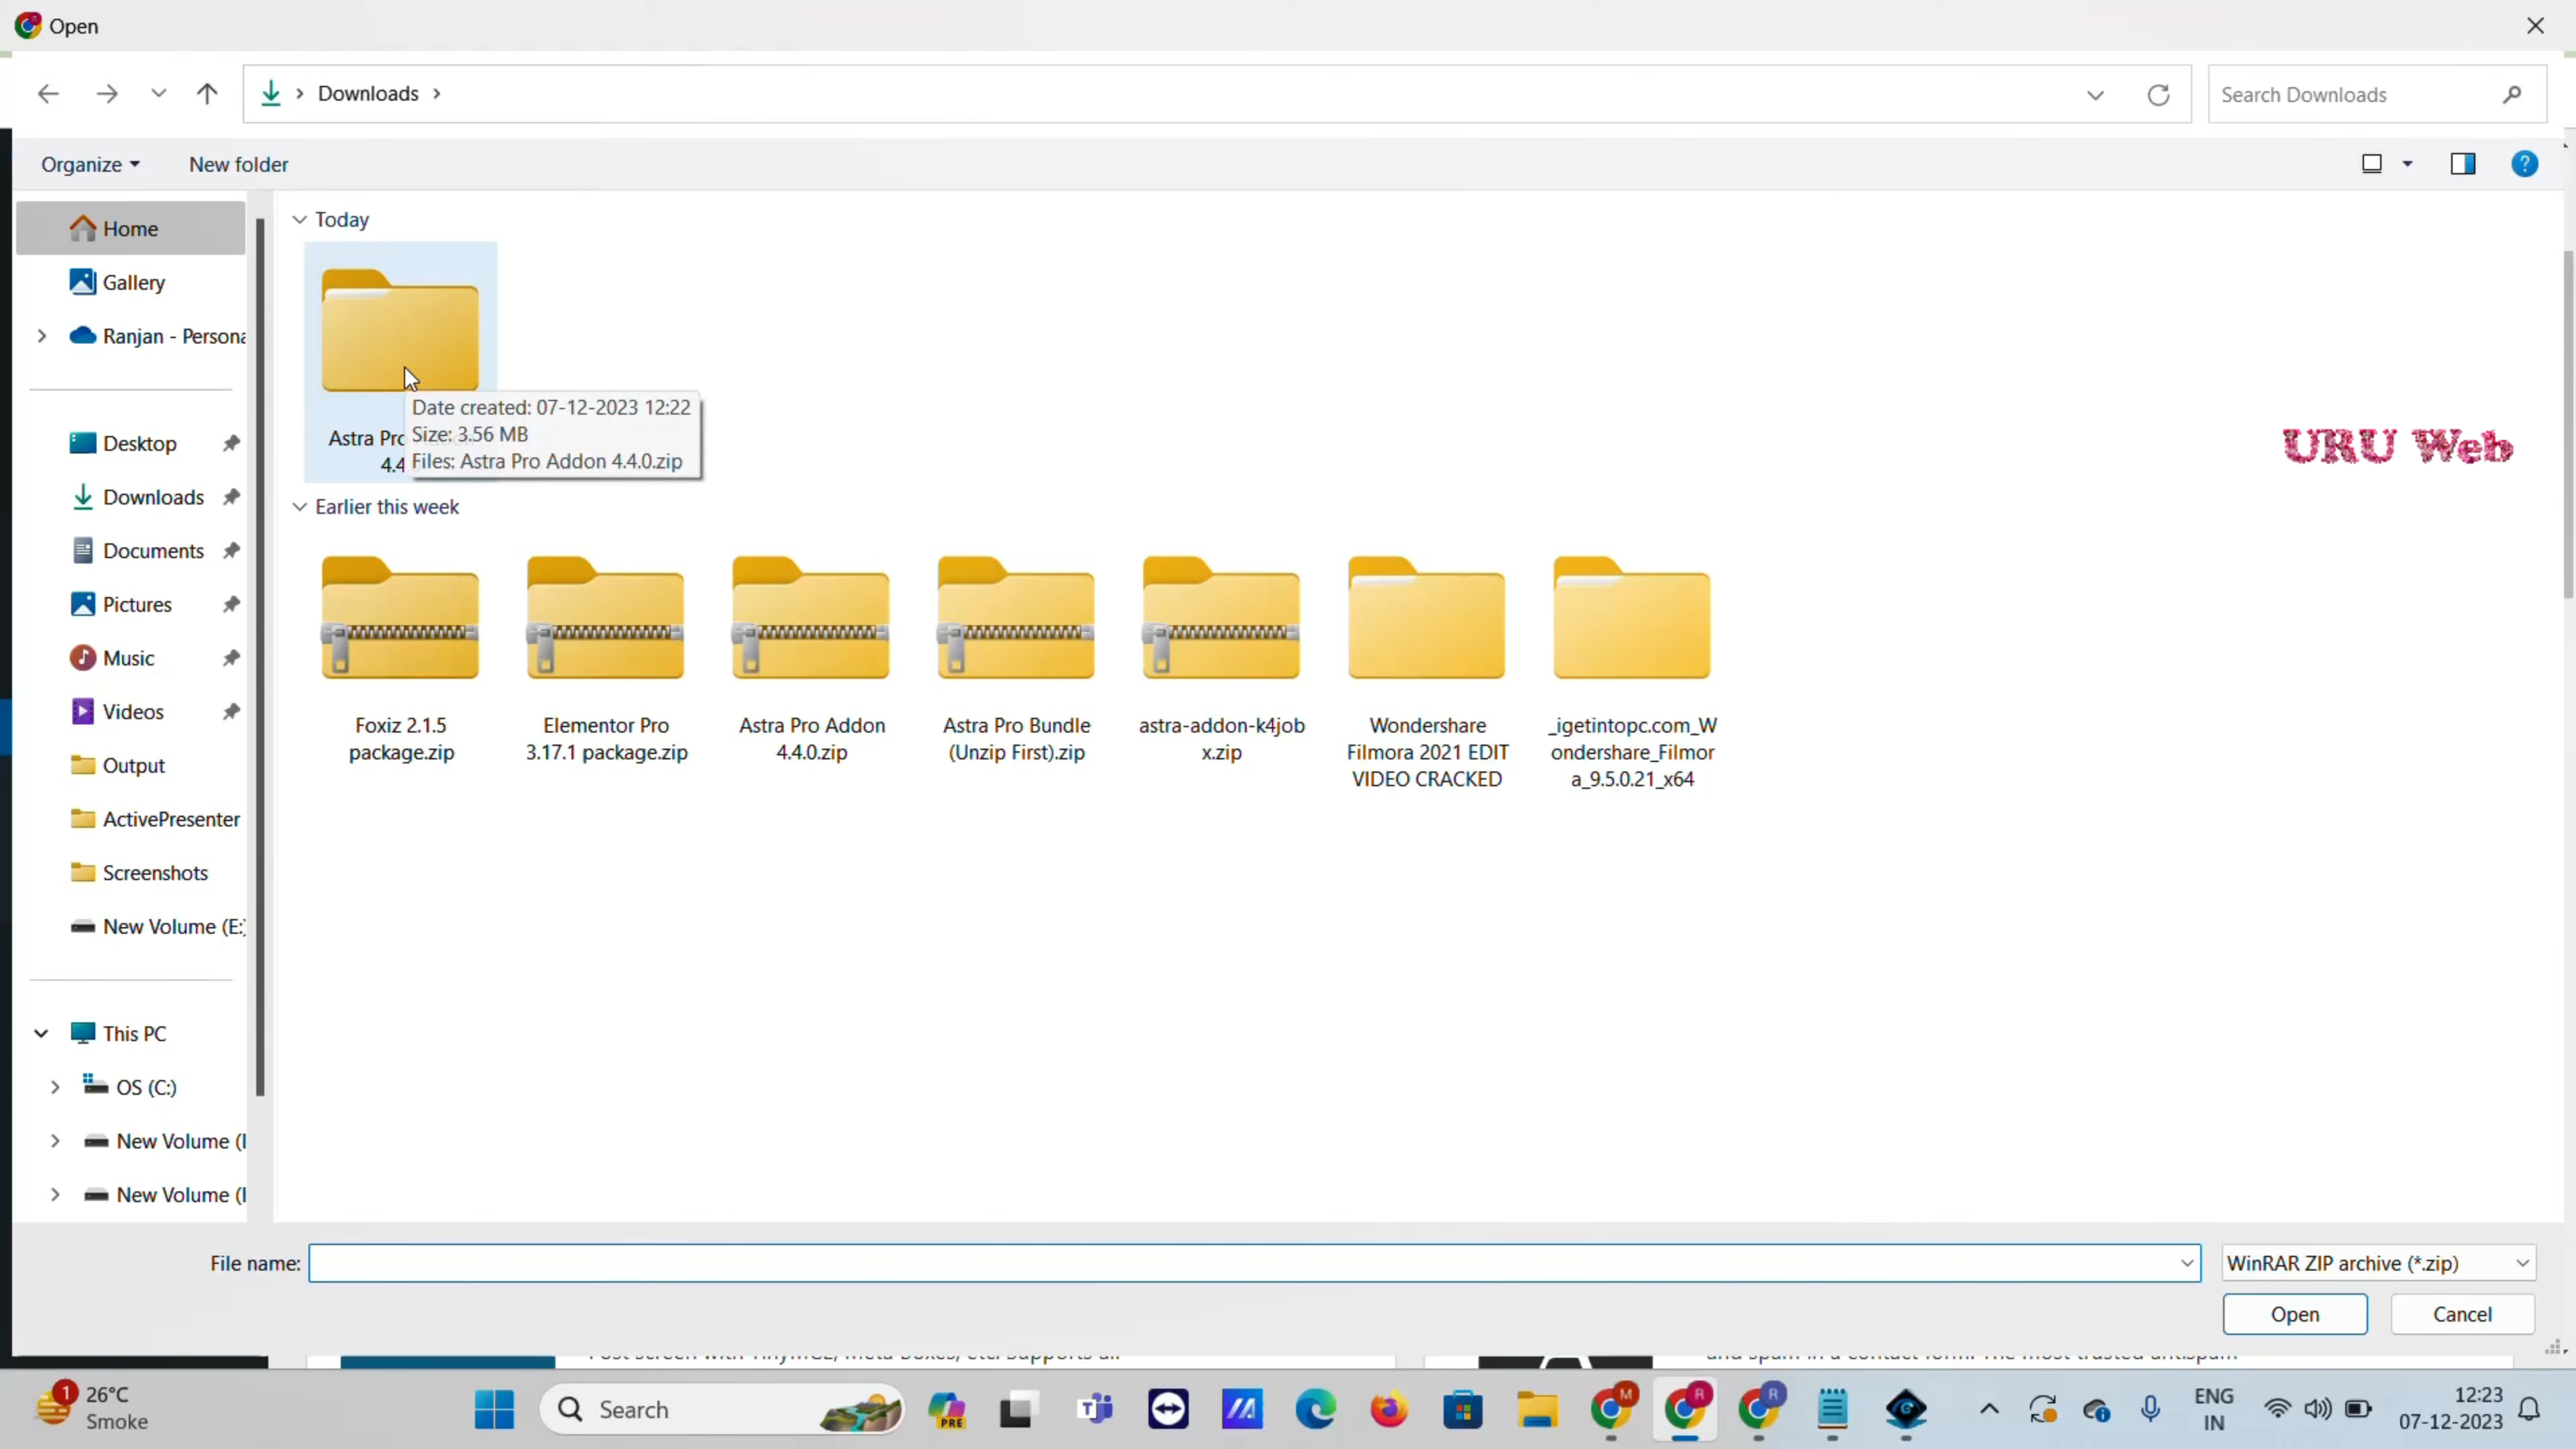 Open
Downloads
Search Downloads
Organize
New folder
Home
Gallery
Ranjan - Persona
Desktop
Downloads
Documents
Pictures
Music
Videos
Output
ActivePresenter
Screenshots
New Volume (E:)
This PC
OS (C:)
New Volume (
New Volume (
Today
Astra Pro
4.4
Date created: 07-12-2023 12:22
Size: 3.56 MB
Files: Astra Pro Addon 4.4.0.zip
URU Web
Earlier this week
Foxiz 2.1.5
package.zip
Elementor Pro
3.17.1 package.zip
Astra Pro Addon
4.4.0.zip
Astra Pro Bundle
(Unzip First).zip
astra-addon-k4job
x.zip
Wondershare
Filmora 2021 EDIT
VIDEO CRACKED
_igetintopc.com_W
ondershare_Filmor
a_9.5.0.21_x64
File name:
WinRAR ZIP archive (*.zip)
Open
Cancel
1
26°C
Smoke
Search
PRE
M
R
R
ENG
IN
12:23
07-12-2023